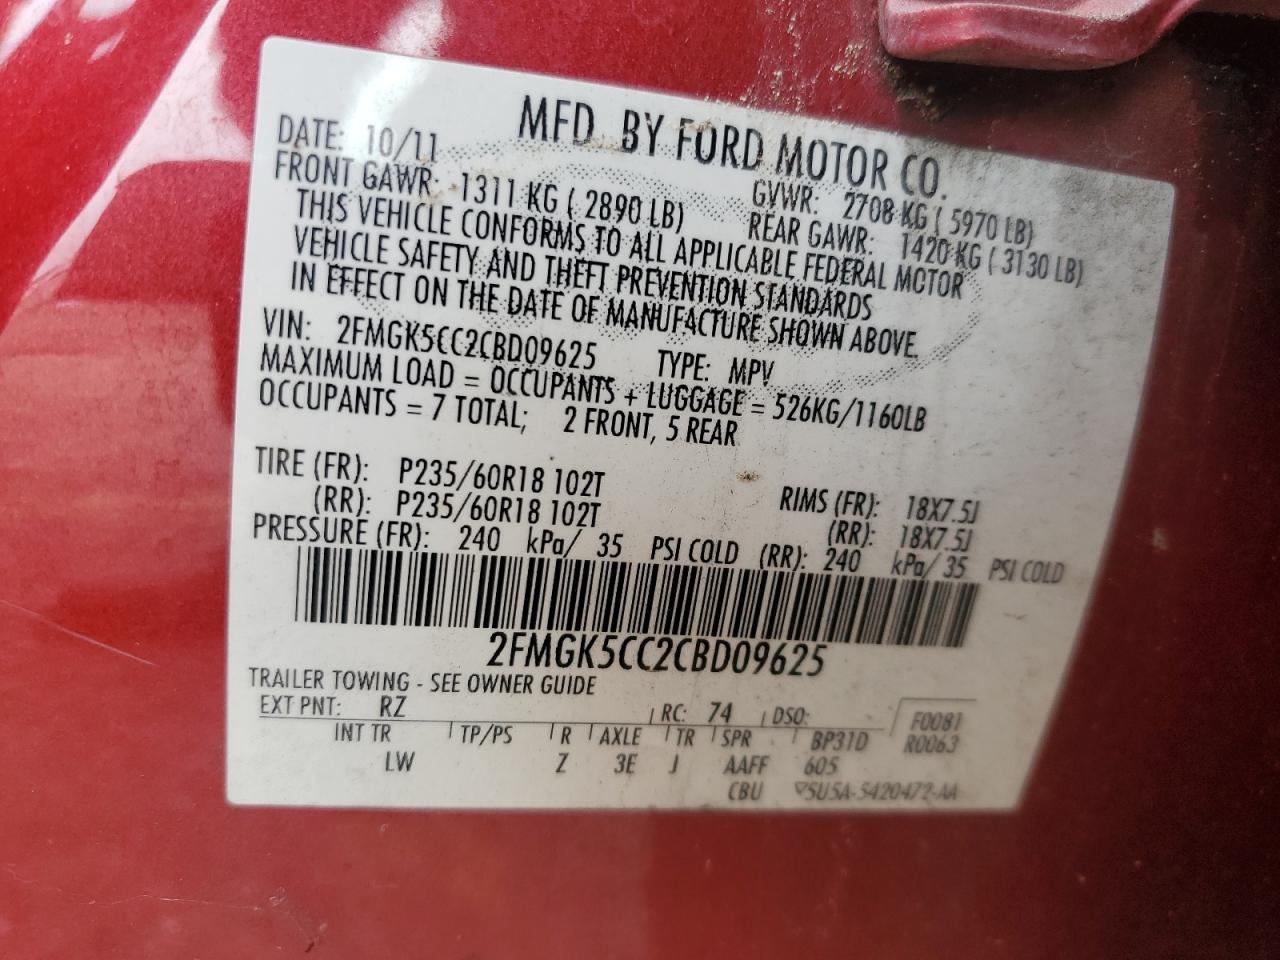 MFD. BY FORD MOTOR CO.
DATE: 10/11 GVWR: 2708 KG ( 5970 LB)
FRONT GAWR: 1311 KG ( 2890 LB) REAR GAWR: 1420 KG ( 3130 LB)
THIS VEHICLE CONFORMS TO ALL APPLICABLE FEDERAL MOTOR
VEHICLE SAFETY AND THEFT PREVENTION STANDARDS
IN EFFECT ON THE DATE OF MANUFACTURE SHOWN ABOVE.
VIN: 2FMGK5CC2CBD09625 TYPE: MPV
MAXIMUM LOAD = OCCUPANTS + LUGGAGE = 526KG/1160LB
OCCUPANTS = 7 TOTAL; 2 FRONT, 5 REAR
TIRE (FR): P235/60R18 102T RIMS (FR): 18X7.5J
(RR): P235/60R18 102T (RR): 18X7.5J
PRESSURE (FR): 240 kPa/ 35 PSI COLD (RR): 240 kPa/ 35 PSI COLD
2FMGK5CC2CBD09625
TRAILER TOWING - SEE OWNER GUIDE
EXT PNT: RZ RC: 74 DSO: F0081
INT TR TP/PS R AXLE TR SPR BP31D R0063
LW Z 3E J AAFF 605
CBU ▽5U5A-5420472-AA